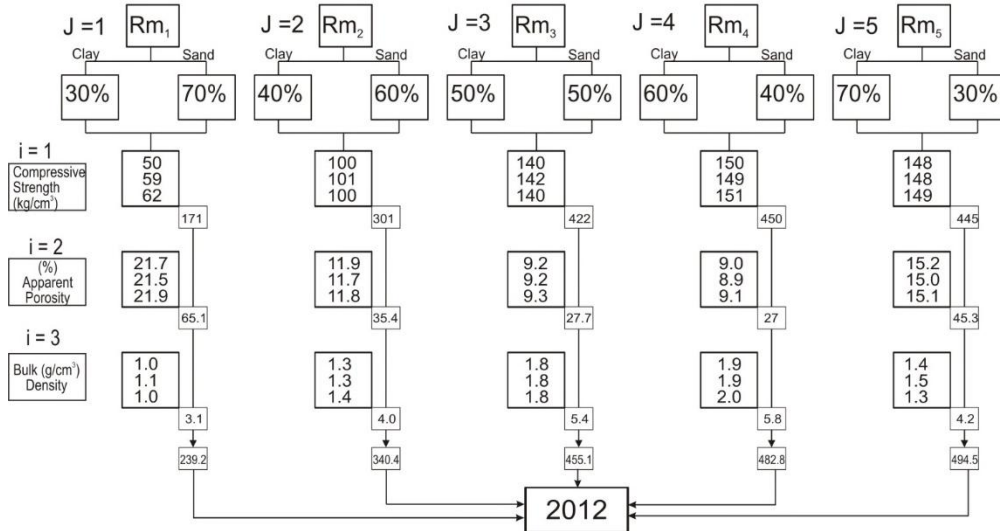 J =1 Rm₁ J =2 Rm₂ J =3 Rm₃ J =4 Rm₄ J =5 Rm₅
Clay Sand Clay Sand Clay Sand Clay Sand Clay Sand
30% 70% 40% 60% 50% 50% 60% 40% 70% 30%
i = 1
Compressive
Strength
(kg/cm³)
50 100 140 150 148
59 101 142 149 148
62 100 140 151 149
171 301 422 450 445
i = 2
(%)
Apparent
Porosity
21.7 11.9 9.2 9.0 15.2
21.5 11.7 9.2 8.9 15.0
21.9 11.8 9.3 9.1 15.1
65.1 35.4 27.7 27 45.3
i = 3
Bulk (g/cm³)
Density
1.0 1.3 1.8 1.9 1.4
1.1 1.3 1.8 1.9 1.5
1.0 1.4 1.8 2.0 1.3
3.1 4.0 5.4 5.8 4.2
239.2 340.4 455.1 482.8 494.5
2012